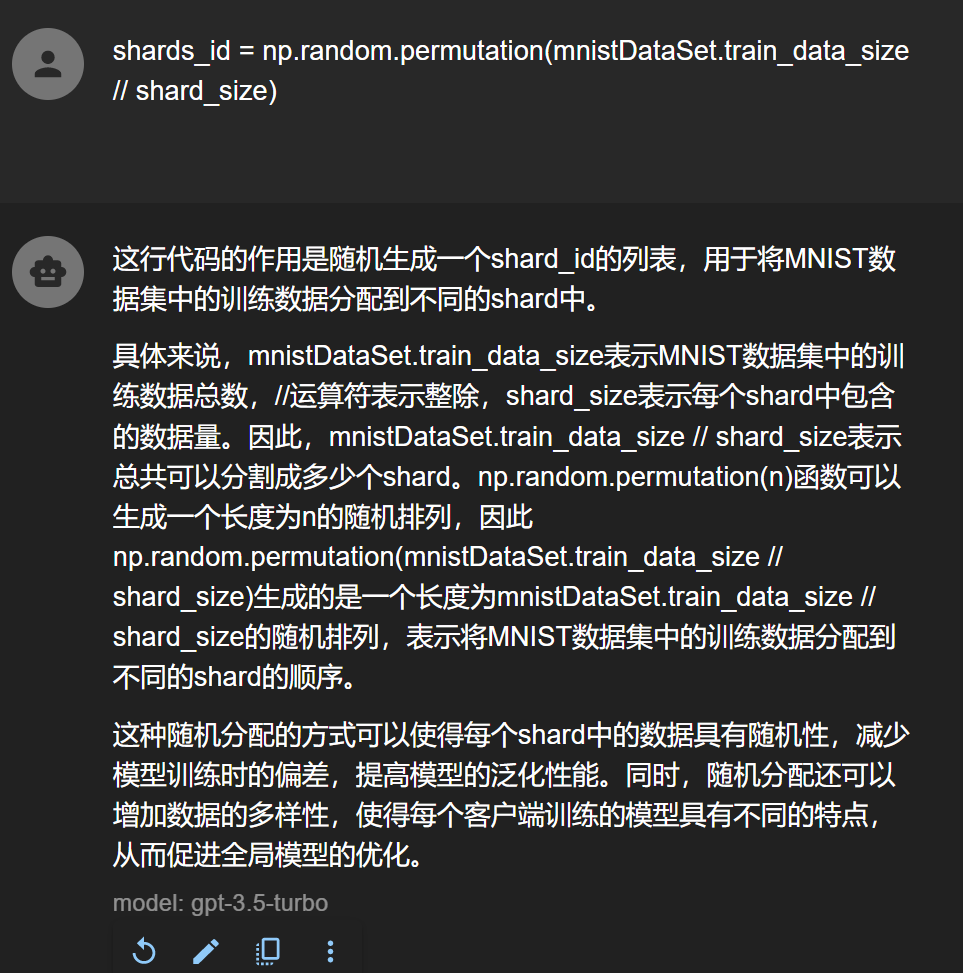 shards_id = np.random.permutation(mnistDataSet.train_data_size
// shard_size)
这行代码的作用是随机生成一个shard_id的列表，用于将MNIST数
据集中的训练数据分配到不同的shard中。
具体来说，mnistDataSet.train_data_size表示MNIST数据集中的训
练数据总数，//运算符表示整除，shard_size表示每个shard中包含
的数据量。因此，mnistDataSet.train_data_size // shard_size表示
总共可以分割成多少个shard。np.random.permutation(n)函数可以
生成一个长度为n的随机排列，因此
np.random.permutation(mnistDataSet.train_data_size //
shard_size)生成的是一个长度为mnistDataSet.train_data_size //
shard_size的随机排列，表示将MNIST数据集中的训练数据分配到
不同的shard的顺序。
这种随机分配的方式可以使得每个shard中的数据具有随机性，减少
模型训练时的偏差，提高模型的泛化性能。同时，随机分配还可以
增加数据的多样性，使得每个客户端训练的模型具有不同的特点，
从而促进全局模型的优化。
model: gpt-3.5-turbo